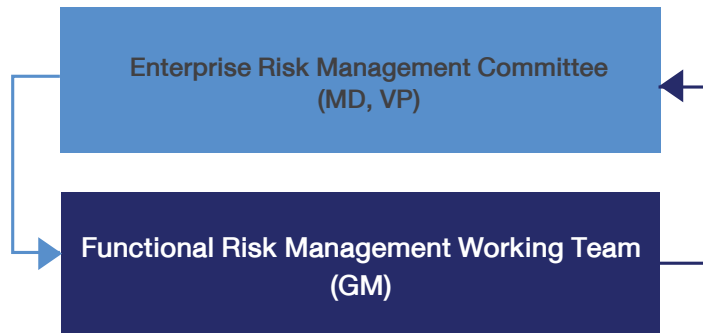 Enterprise Risk Management Committee
(MD, VP)
Functional Risk Management Working Team
(GM)